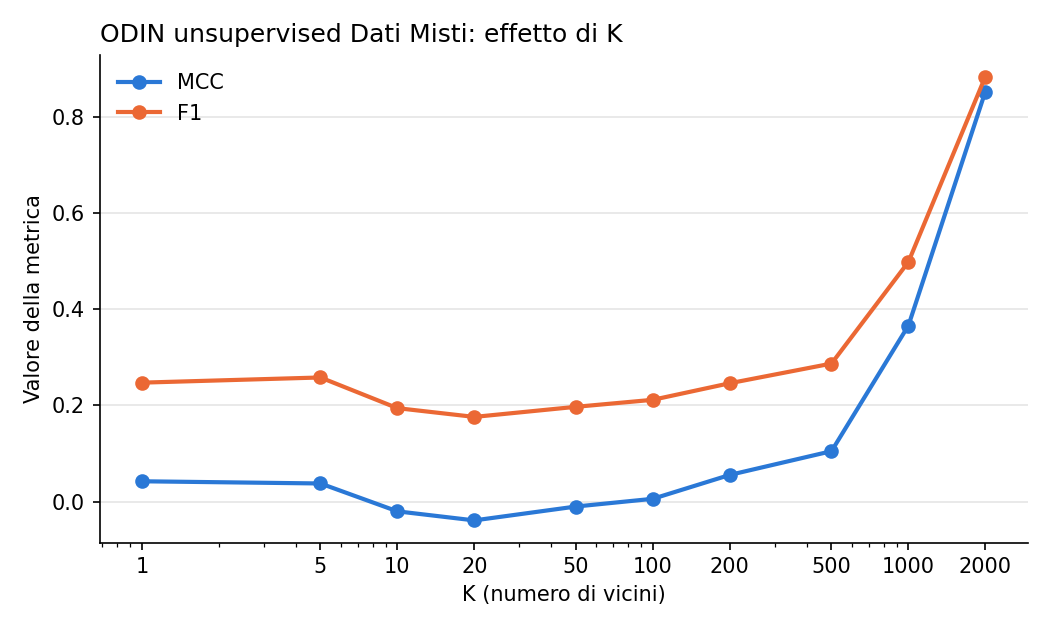 ODIN unsupervised Dati Misti: effetto di K
MCC
F1
Valore della metrica
0.8
0.6
0.4
0.2
0.0
1 5 10 20 50 100 200 500 1000 2000
K (numero di vicini)